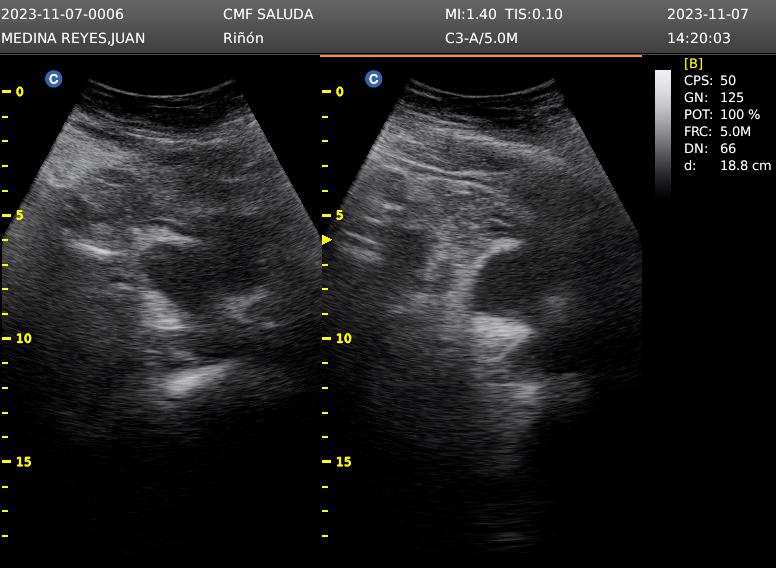 2023-11-07-0006 CMF SALUDA MI:1.40 TIS:0.10 2023-11-07
MEDINA REYES,JUAN Riñón C3-A/5.0M 14:20:03
C
C
[B]
CPS: 50
GN: 125
POT: 100 %
FRC: 5.0M
DN: 66
d: 18.8 cm
0
5
10
15
0
5
10
15